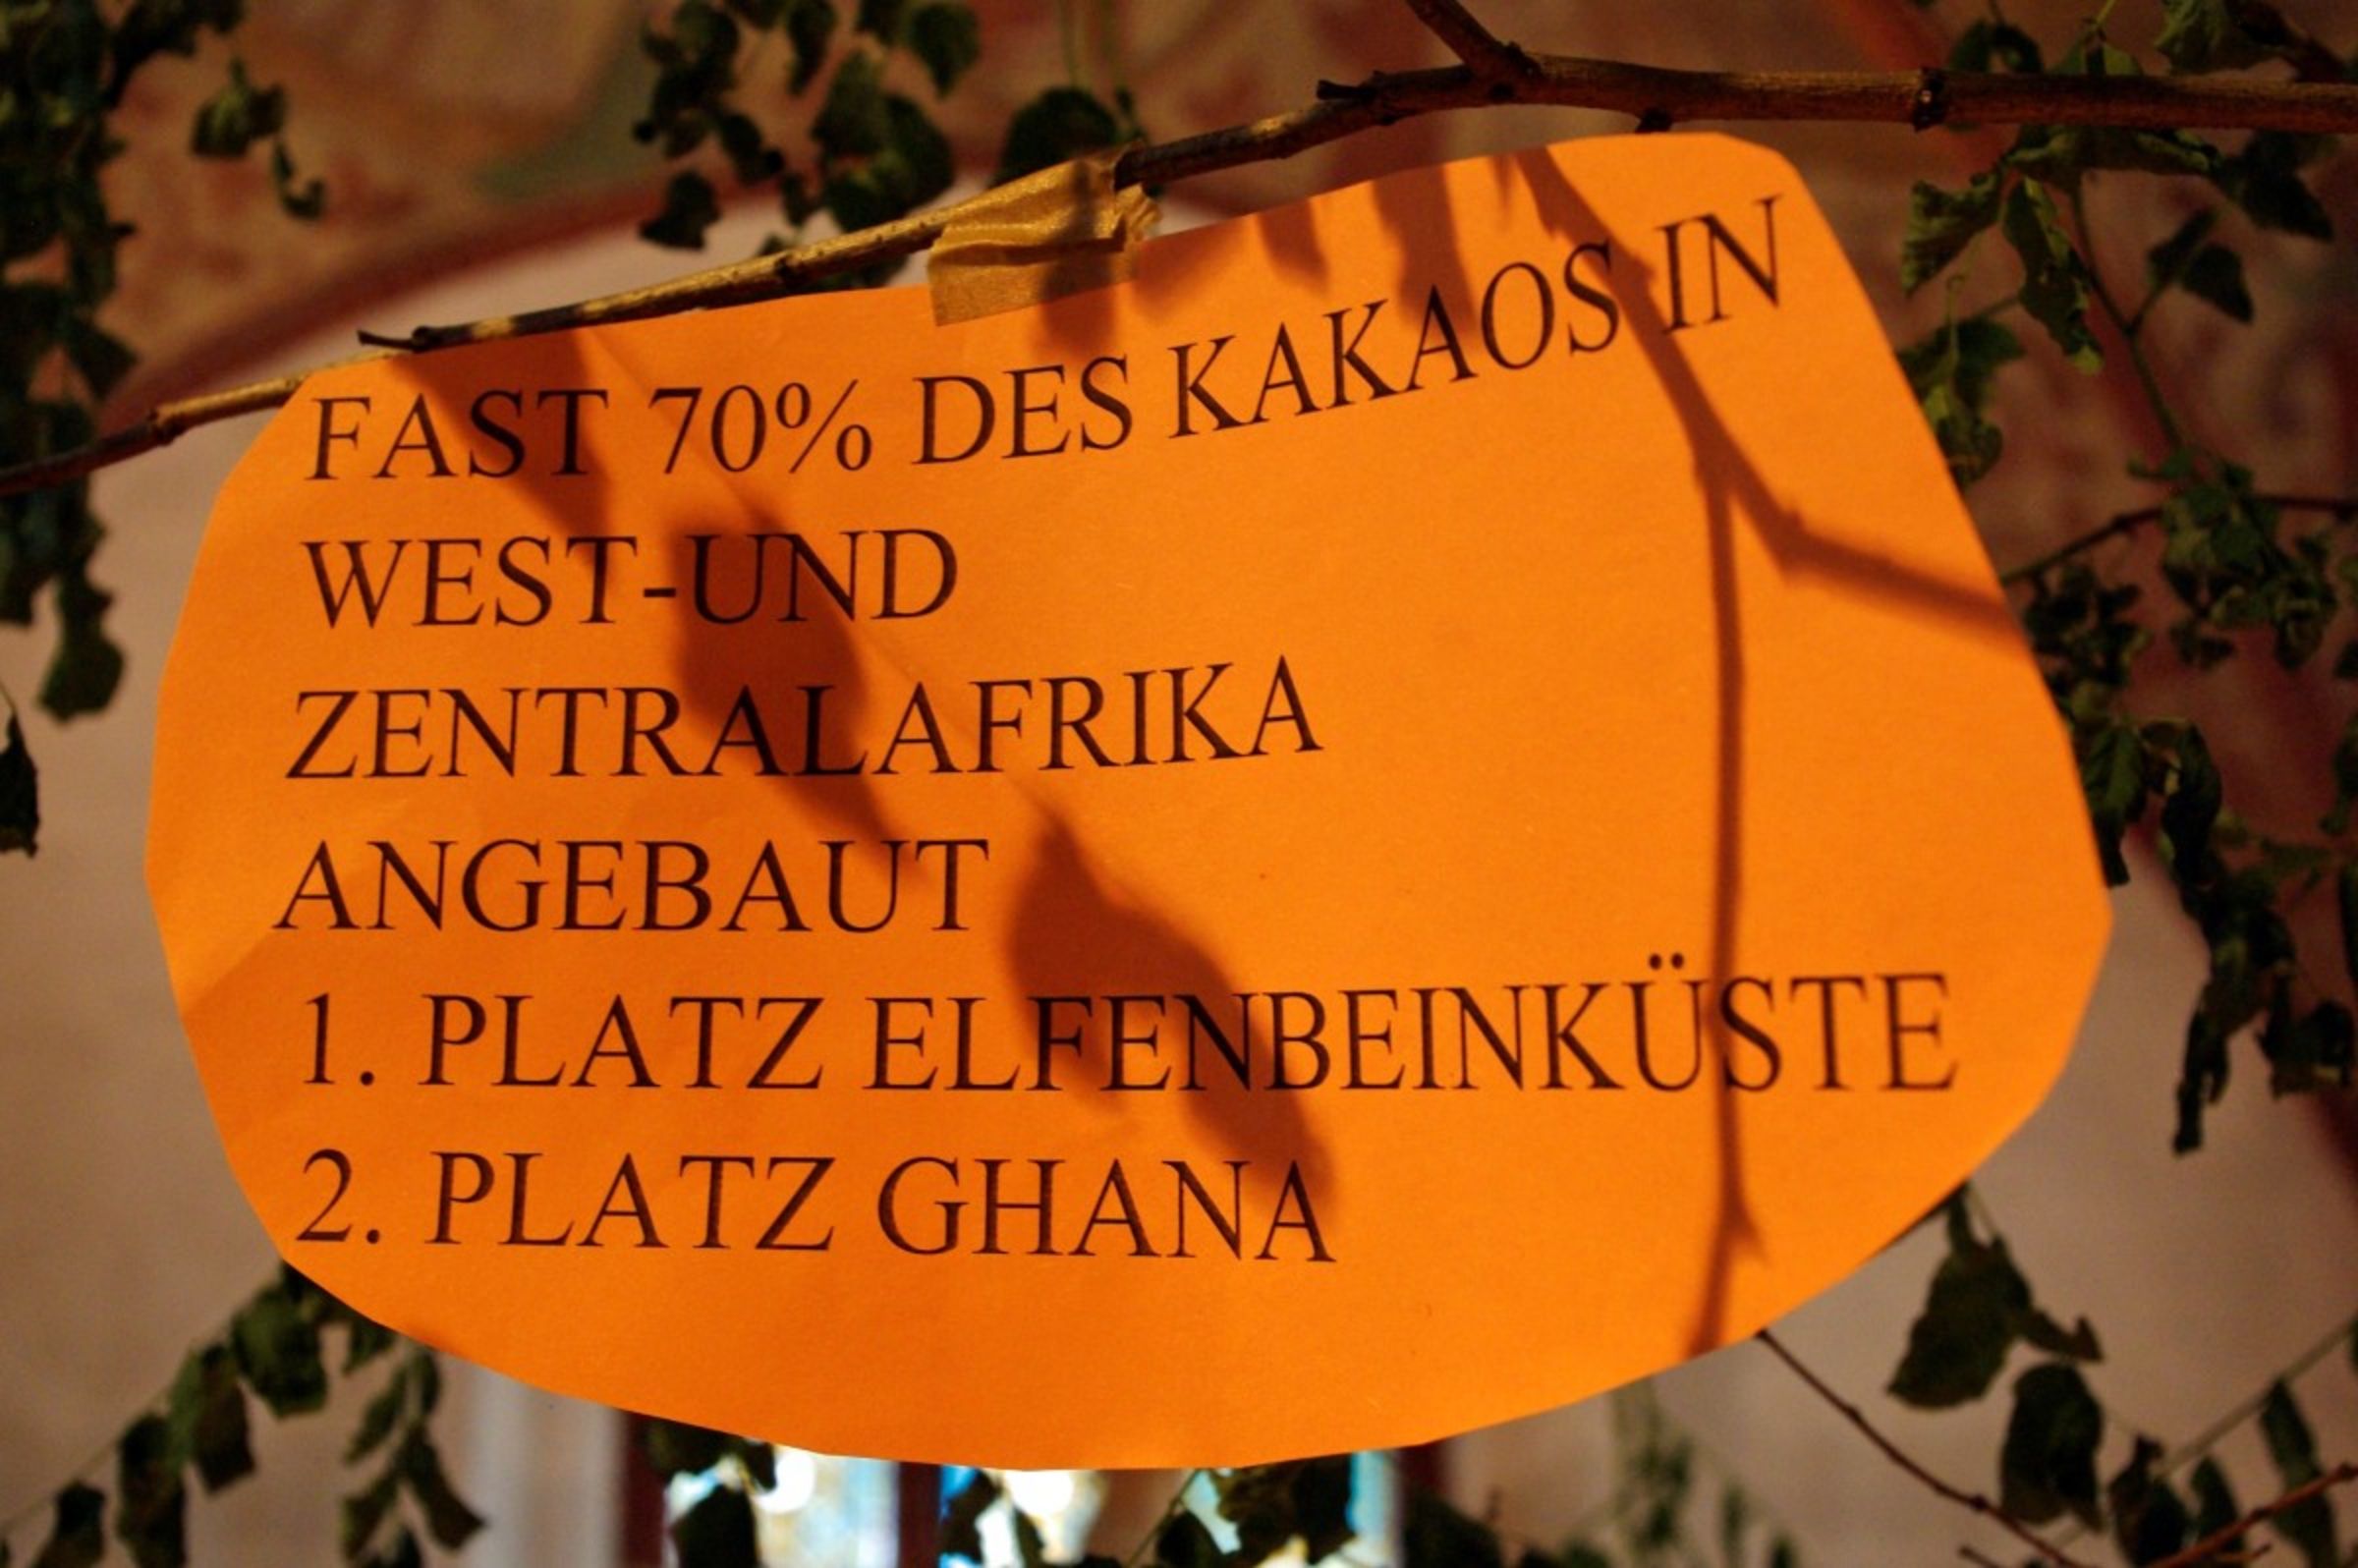 FAST 70% DES KAKAOS IN
WEST-UND
ZENTRALAFRIKA
ANGEBAUT
1. PLATZ ELFENBEINKÜSTE
2. PLATZ GHANA